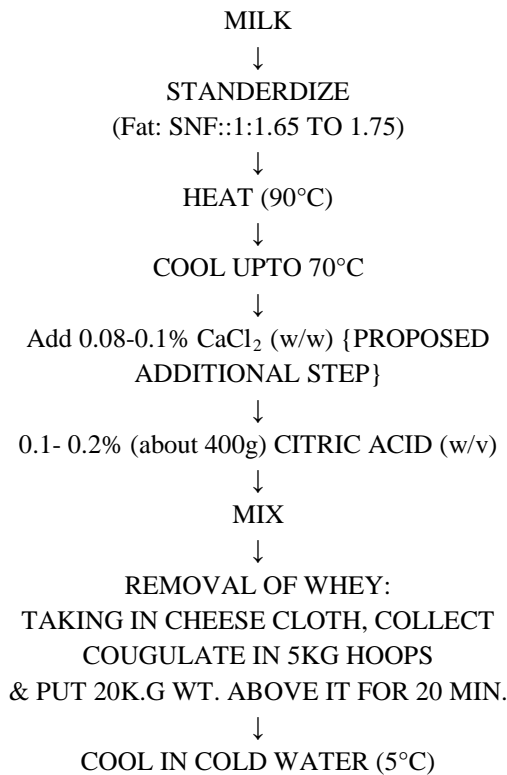 MILK
↓
STANDERDIZE
(Fat: SNF::1:1.65 TO 1.75)
↓
HEAT (90°C)
↓
COOL UPTO 70°C
↓
Add 0.08-0.1% CaCl₂ (w/w) {PROPOSED
ADDITIONAL STEP}
↓
0.1- 0.2% (about 400g) CITRIC ACID (w/v)
↓
MIX
↓
REMOVAL OF WHEY:
TAKING IN CHEESE CLOTH, COLLECT
COUGULATE IN 5KG HOOPS
& PUT 20K.G WT. ABOVE IT FOR 20 MIN.
↓
COOL IN COLD WATER (5°C)